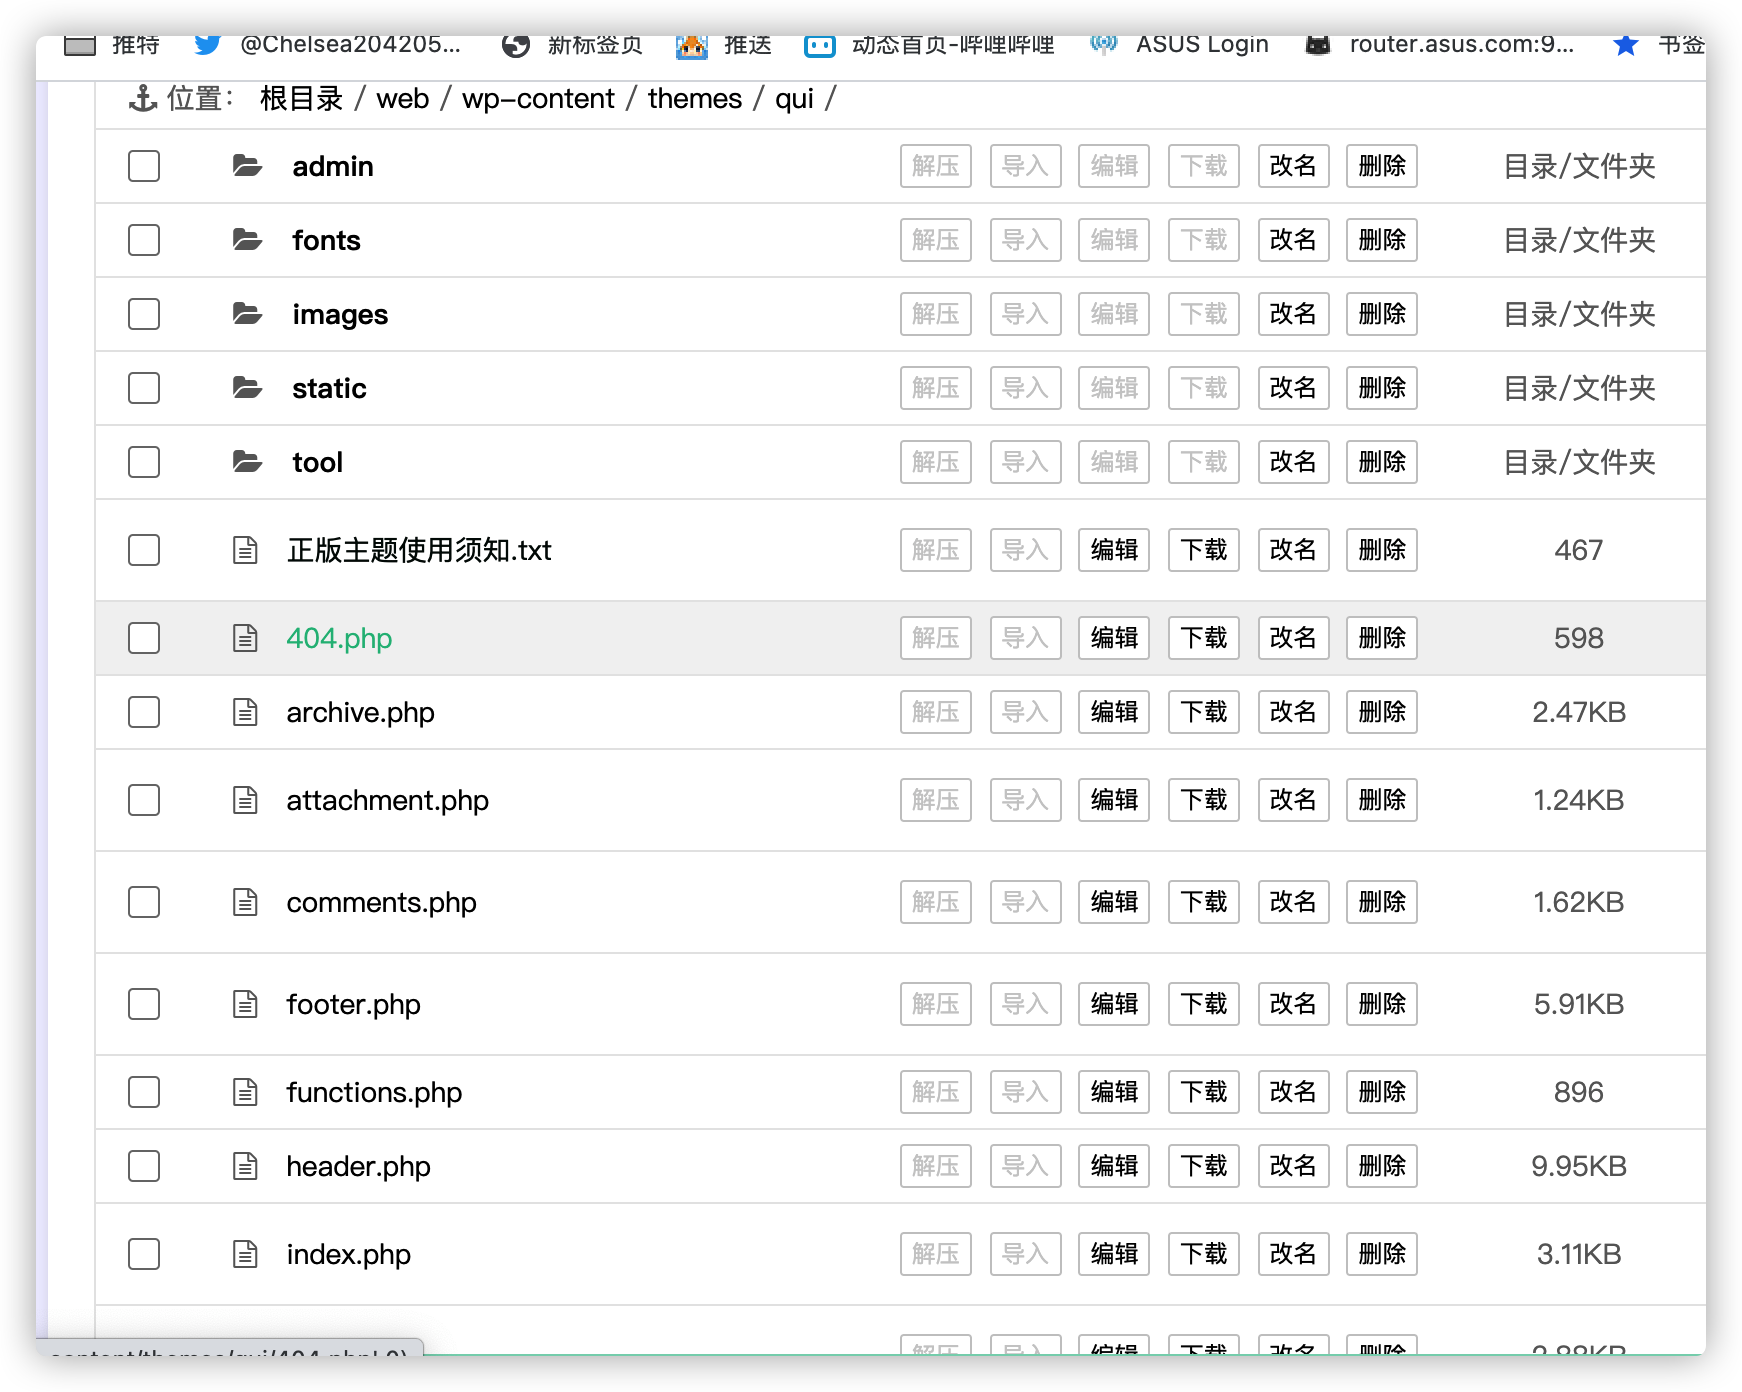 推特 @Chelsea204205... 新标签页 推送 动态首页-哔哩哔哩 ASUS Login router.asus.com:9... 书签
位置： 根目录 / web / wp-content / themes / qui /
admin 解压 导入 编辑 下载 改名 删除 目录/文件夹
fonts 解压 导入 编辑 下载 改名 删除 目录/文件夹
images 解压 导入 编辑 下载 改名 删除 目录/文件夹
static 解压 导入 编辑 下载 改名 删除 目录/文件夹
tool 解压 导入 编辑 下载 改名 删除 目录/文件夹
正版主题使用须知.txt 解压 导入 编辑 下载 改名 删除 467
404.php 解压 导入 编辑 下载 改名 删除 598
archive.php 解压 导入 编辑 下载 改名 删除 2.47KB
attachment.php 解压 导入 编辑 下载 改名 删除 1.24KB
comments.php 解压 导入 编辑 下载 改名 删除 1.62KB
footer.php 解压 导入 编辑 下载 改名 删除 5.91KB
functions.php 解压 导入 编辑 下载 改名 删除 896
header.php 解压 导入 编辑 下载 改名 删除 9.95KB
index.php 解压 导入 编辑 下载 改名 删除 3.11KB
解压 导入 编辑 下载 改名 删除 2.88KB